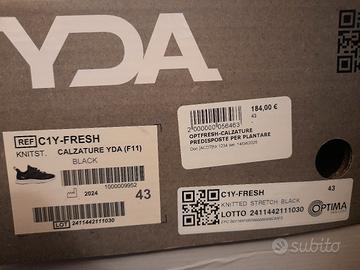 YDA
REF C1Y-FRESH
KNITST. CALZATURE YDA (F11)
BLACK
2024
1000009952
43
LOT 2411442111030
184,00 €
43
2000000056463
OPTFRESH-CALZATURE
PREDISPOSTE PER PLANTARE
C1Y-FRESH
43
KNITTED STRETCH BLACK
LOTTO 2411442111030
OPTIMA
subito